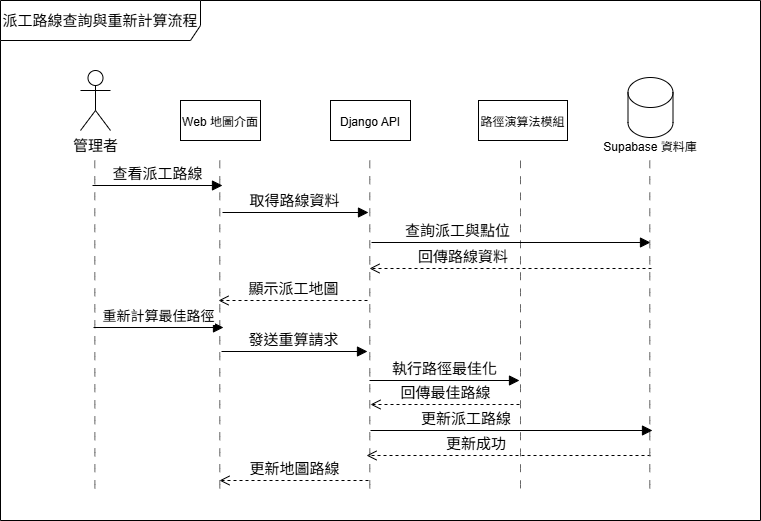 派工路線查詢與重新計算流程
管理者
Web 地圖介面
Django API
路徑演算法模組
Supabase 資料庫
查看派工路線
取得路線資料
查詢派工與點位
回傳路線資料
顯示派工地圖
重新計算最佳路徑
發送重算請求
執行路徑最佳化
回傳最佳路線
更新派工路線
更新成功
更新地圖路線